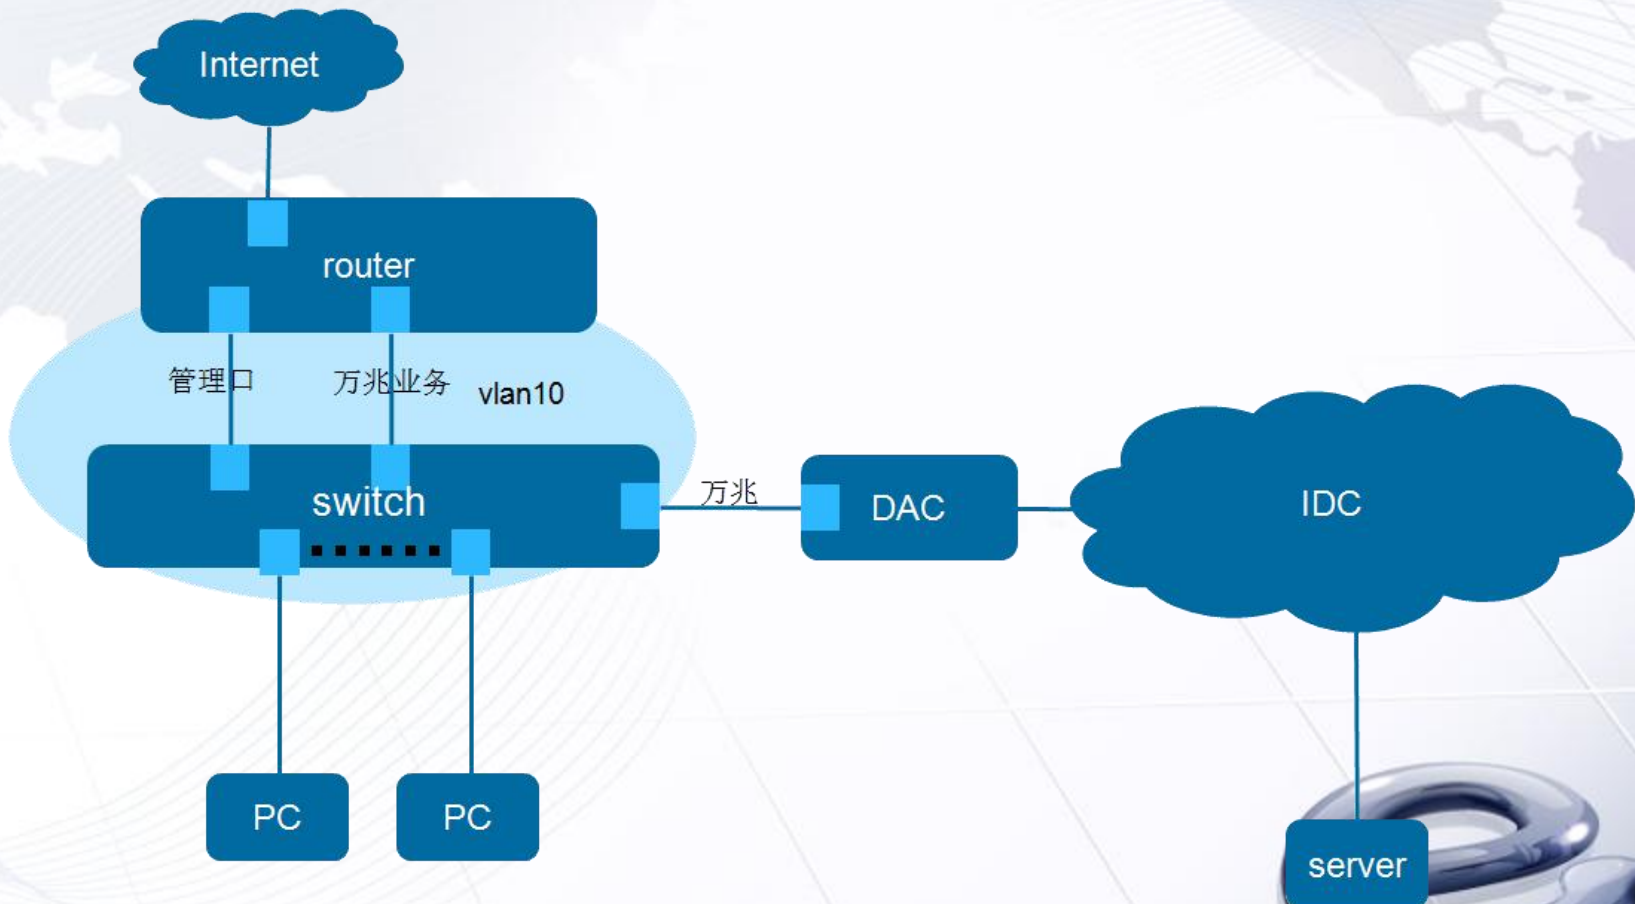 Internet
router
管理口
万兆业务
vlan10
switch
万兆
DAC
IDC
PC
PC
server